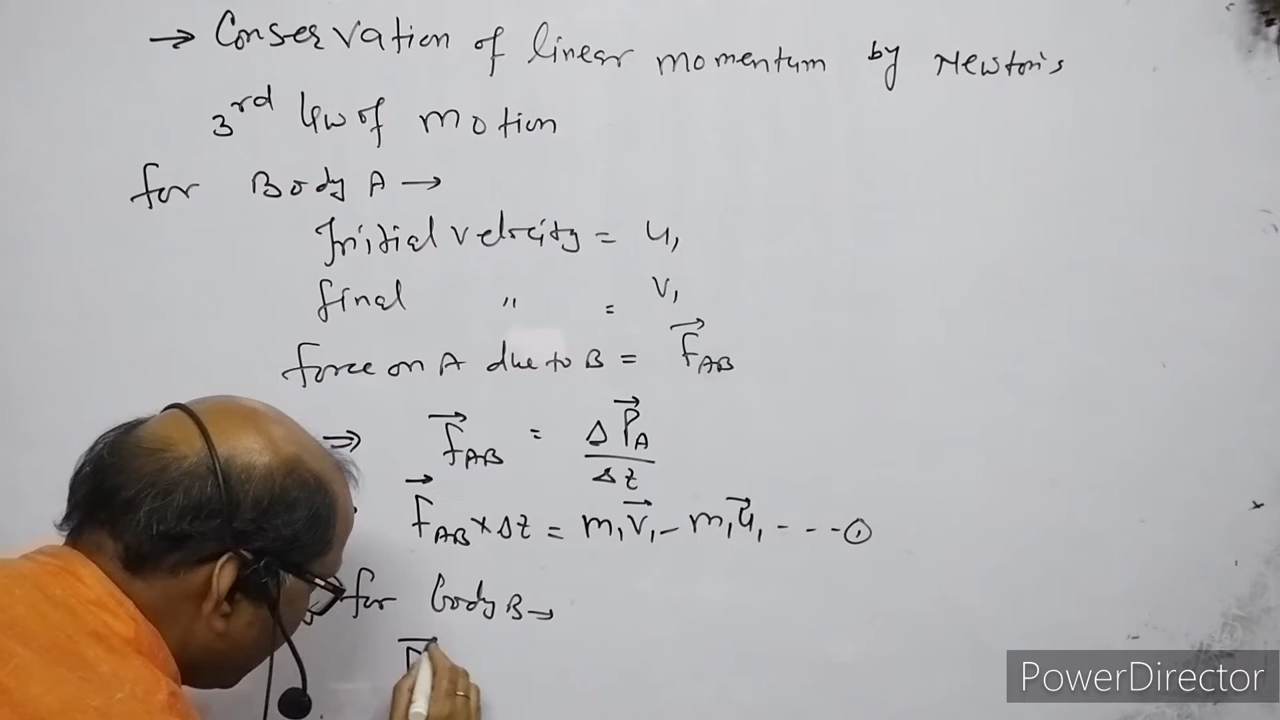 → Conservation of linear momentum by Newton's
3rd law of motion
for Body A →
Initial velocity = u₁
final " = v₁
force on A due to B = F⃗AB
⇒ F⃗AB = ΔP⃗A / Δt
F⃗AB × Δt = m₁v⃗₁ - m₁u⃗₁ - - - - ①
for body B →
PowerDirector